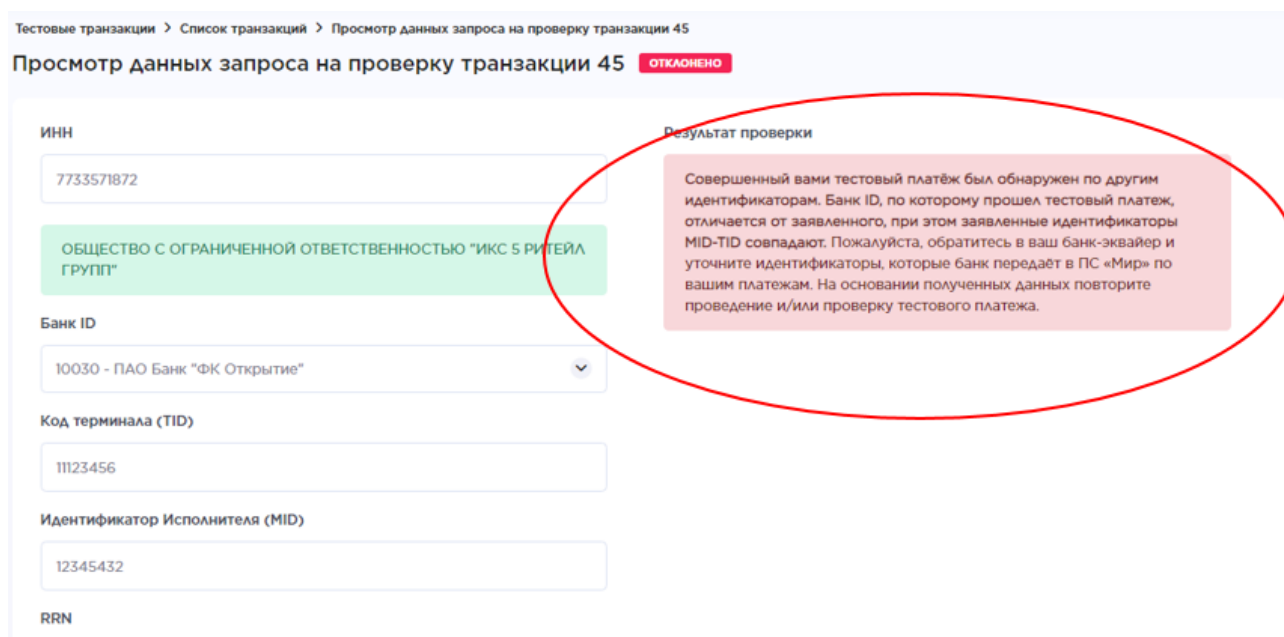 Тестовые транзакции > Список транзакций > Просмотр данных запроса на проверку транзакции 45
Просмотр данных запроса на проверку транзакции 45 ОТКЛОНЕНО
ИНН
7733571872
ОБЩЕСТВО С ОГРАНИЧЕННОЙ ОТВЕТСТВЕННОСТЬЮ "ИКС 5 РИТЕЙЛ
ГРУПП"
Банк ID
10030 - ПАО Банк "ФК Открытие"
Код терминала (TID)
11123456
Идентификатор Исполнителя (MID)
12345432
RRN
Результат проверки
Совершенный вами тестовый платёж был обнаружен по другим
идентификаторам. Банк ID, по которому прошел тестовый платеж,
отличается от заявленного, при этом заявленные идентификаторы
MID-TID совпадают. Пожалуйста, обратитесь в ваш банк-эквайер и
уточните идентификаторы, которые банк передаёт в ПС «Мир» по
вашим платежам. На основании полученных данных повторите
проведение и/или проверку тестового платежа.